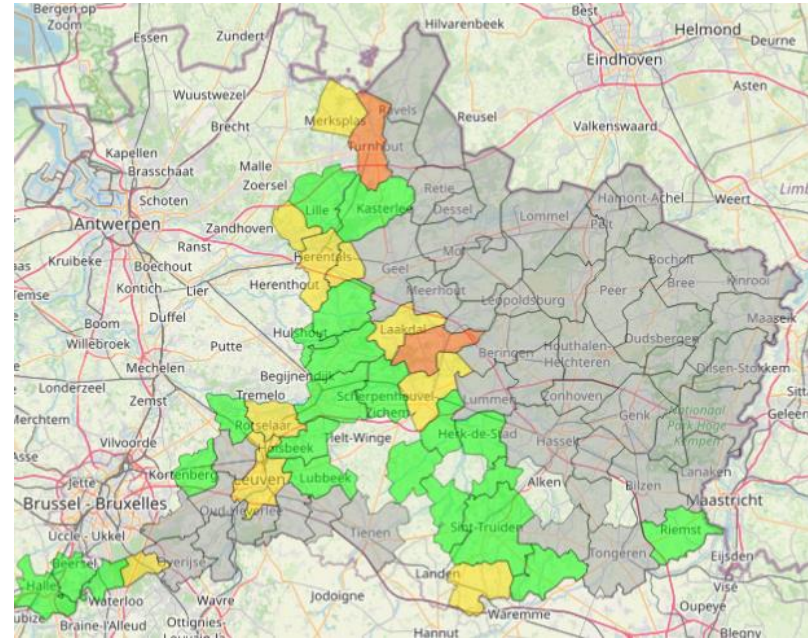 Bergen op
Zoom
Essen
Zundert
Hilvarenbeek
Best
Helmond
Deurne
Eindhoven
Wuustwezel
Merksplas
Ravels
Reusel
Asten
Brecht
Valkenswaard
Turnhout
Kapellen
Brasschaat
Malle
Zoersel
Retie
Schoten
Lille
Kasterlee
Dessel
Hamont-Achel
Weert
Antwerpen
Zandhoven
Lommel
Pelt
Ranst
Herentals
Mol
Bocholt
Kruibeke
Boechout
Geel
Bree
Kinrooi
Temse
Kontich
Lier
Herenthout
Meerhout
Leopoldsburg
Peer
Maaseik
Boom
Duffel
Hulshout
Laakdal
Oudsbergen
Willebroek
Putte
Beringen
Houthalen-
Helchteren
Dilsen-Stokkem
Mechelen
Begijnendijk
Londerzeel
Tremelo
Scherpenheuvel-
Zichem
Lummen
Zonhoven
Genk
Nationaal
Park Hoge
Kempen
Geleen
Merchtem
Zemst
Rotselaar
Tielt-Winge
Herk-de-Stad
Hasselt
Asse
Vilvoorde
Holsbeek
Lanaken
Jette
Kortenberg
Leuven
Lubbeek
Alken
Bilzen
Maastricht
Brussel - Bruxelles
Oud-Heverlee
Sint-Truiden
Riemst
Uccle - Ukkel
Tienen
Tongeren
Eijsden
Beersel
Overijse
Landen
Halle
Visé
Waterloo
Wavre
Jodoigne
Waremme
Oupeye
Braine-l'Alleud
Ottignies-
Hannut
Blegny